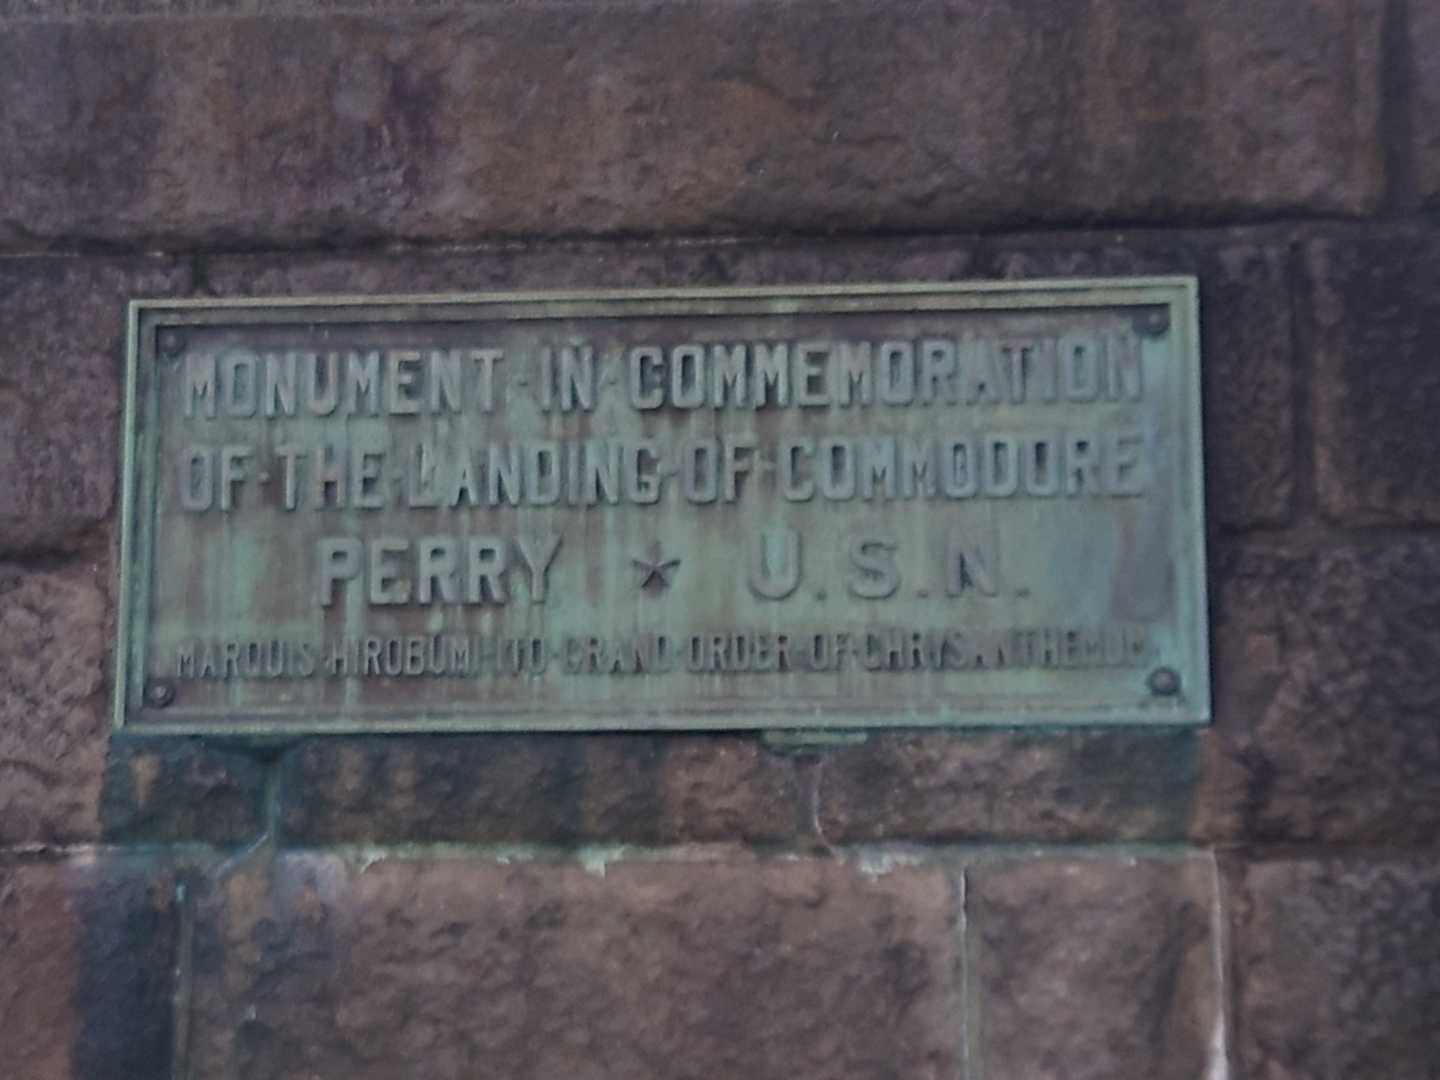 MONUMENT·IN·COMMEMORATION
OF·THE·LANDING·OF·COMMODORE
PERRY ★ U.S.N.
MARQUIS·HIROBUMI·ITO·GRAND·ORDER·OF·CHRYSANTHEMUM